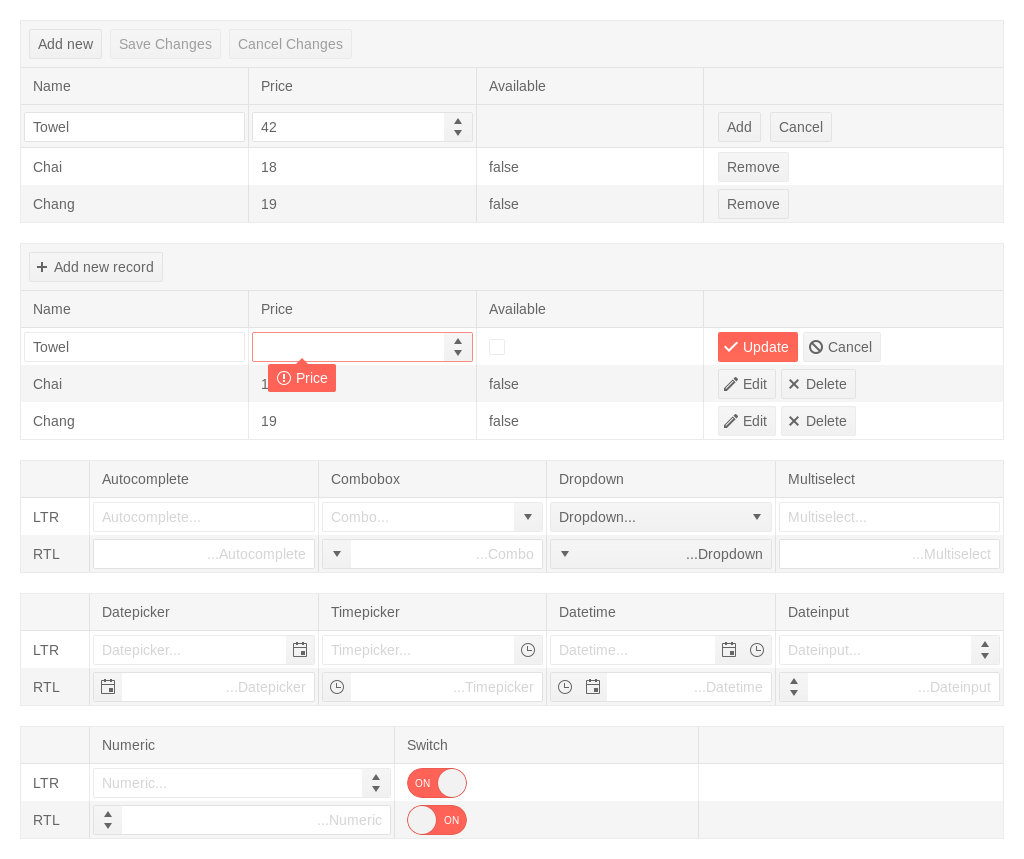 Add new Save Changes Cancel Changes
Name Price Available
Towel 42 Add Cancel
Chai 18 false Remove
Chang 19 false Remove
Add new record
Name Price Available
Towel Update Cancel
Price
Chai 1 false Edit Delete
Chang 19 false Edit Delete
Autocomplete Combobox Dropdown Multiselect
LTR Autocomplete... Combo... Dropdown... Multiselect...
RTL ...Autocomplete ...Combo ...Dropdown ...Multiselect
Datepicker Timepicker Datetime Dateinput
LTR Datepicker... Timepicker... Datetime... Dateinput...
RTL ...Datepicker ...Timepicker ...Datetime ...Dateinput
Numeric Switch
LTR Numeric... ON
RTL ...Numeric ON